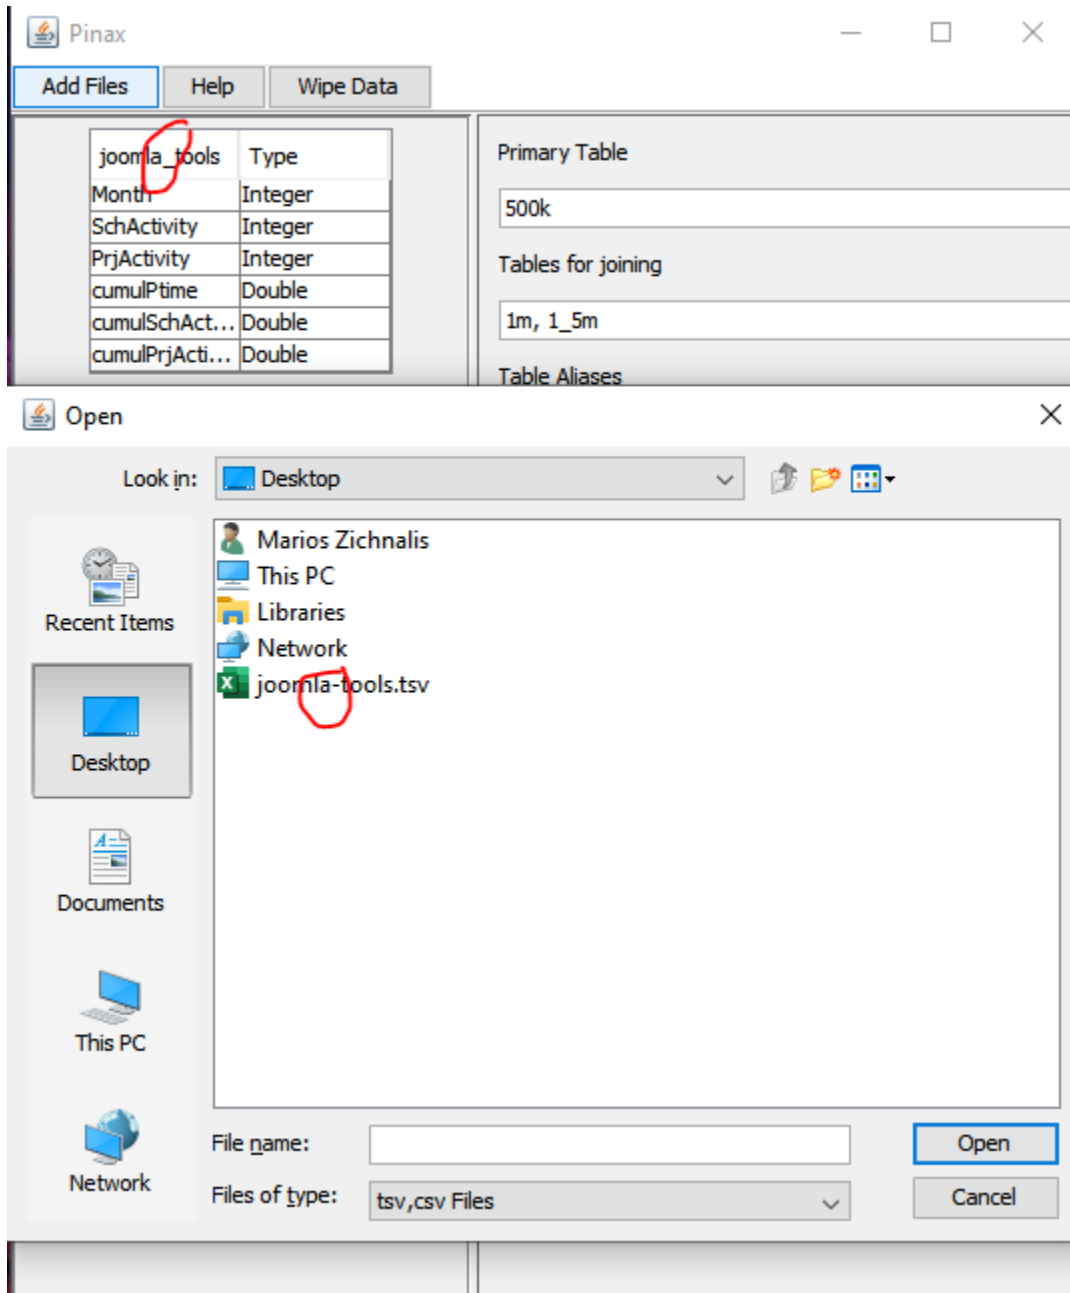 Pinax
Add Files Help Wipe Data
joomla_tools Type
Month Integer
SchActivity Integer
PrjActivity Integer
cumulPtime Double
cumulSchAct... Double
cumulPrjActi... Double
Primary Table
500k
Tables for joining
1m, 1_5m
Table Aliases
Open
Look in: Desktop
Recent Items
Desktop
Documents
This PC
Network
Marios Zichnalis
This PC
Libraries
Network
joomla-tools.tsv
File name:
Open
Files of type: tsv,csv Files
Cancel